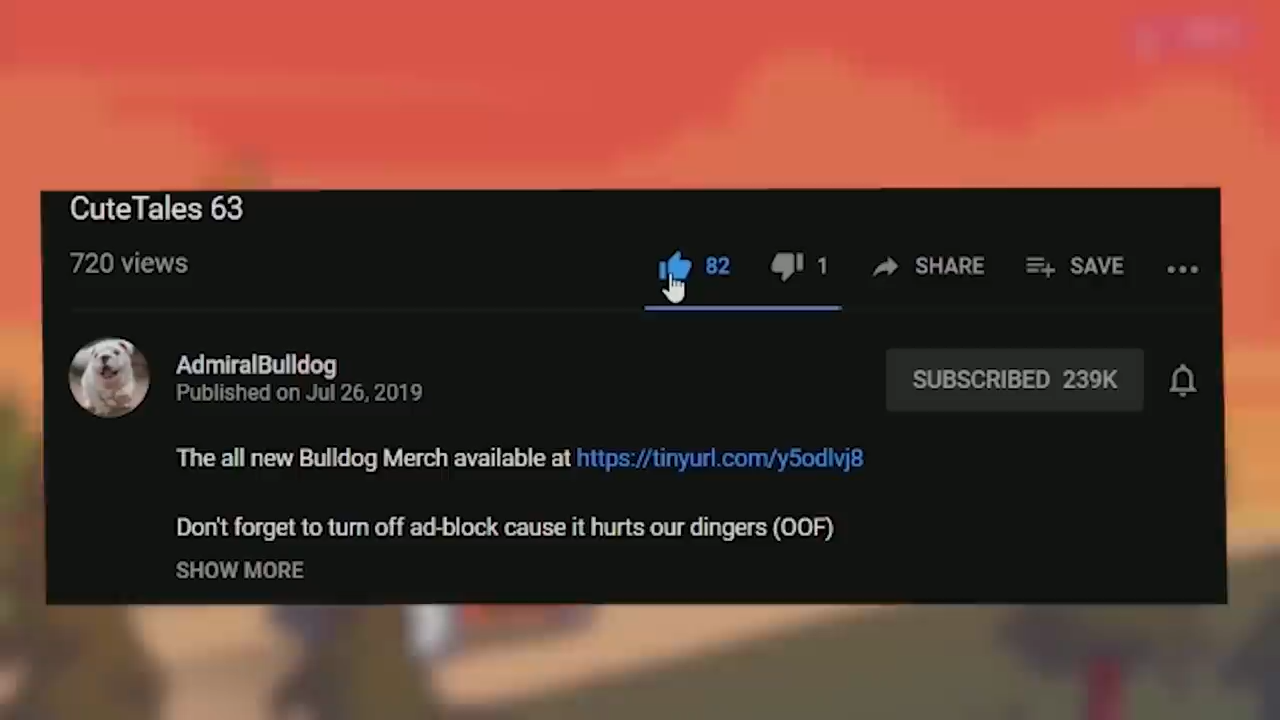 CuteTales 63
720 views
82 1 SHARE SAVE
AdmiralBulldog
Published on Jul 26, 2019
SUBSCRIBED 239K
The all new Bulldog Merch available at https://tinyurl.com/y5odlvj8
Don't forget to turn off ad-block cause it hurts our dingers (OOF)
SHOW MORE